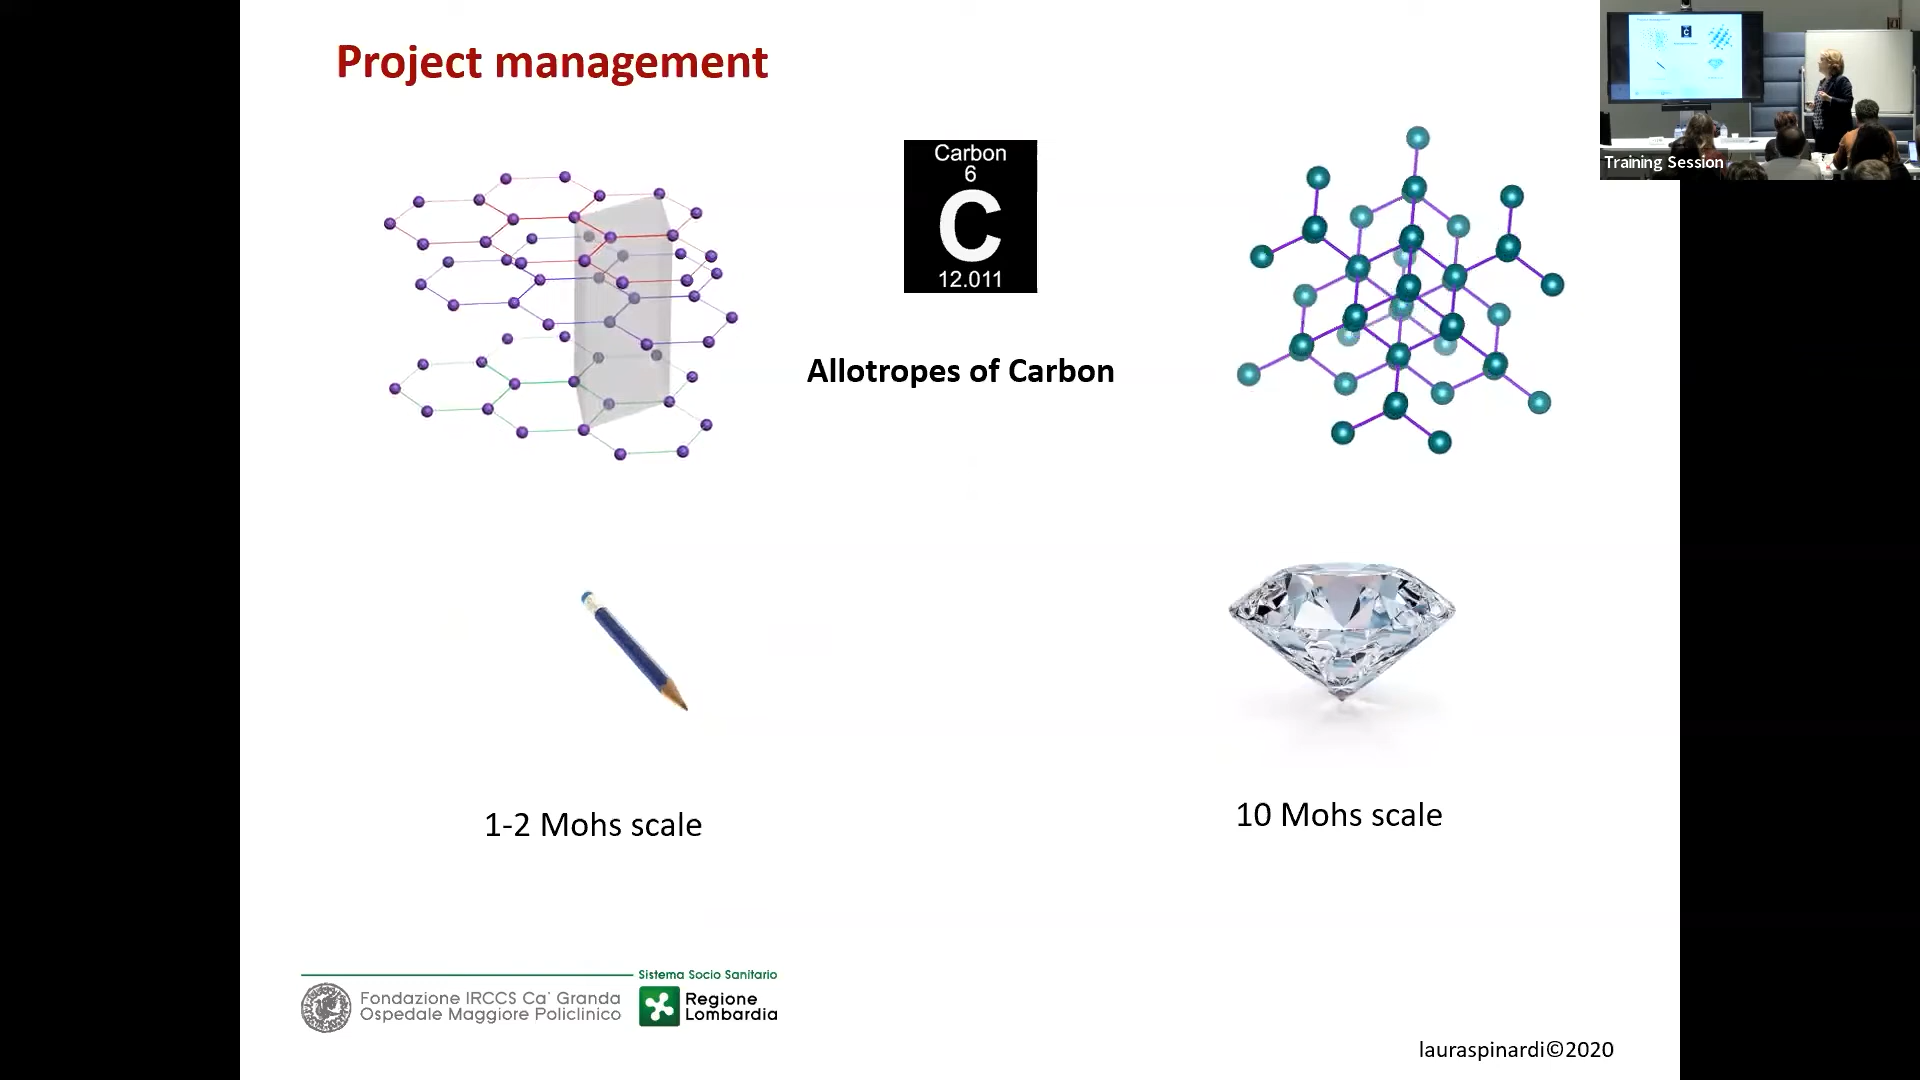 Project management
Carbon
6
C
12.011
Allotropes of Carbon
1-2 Mohs scale
10 Mohs scale
Sistema Socio Sanitario
Fondazione IRCCS Ca' Granda
Ospedale Maggiore Policlinico
Regione
Lombardia
lauraspinardi©2020
Training Session